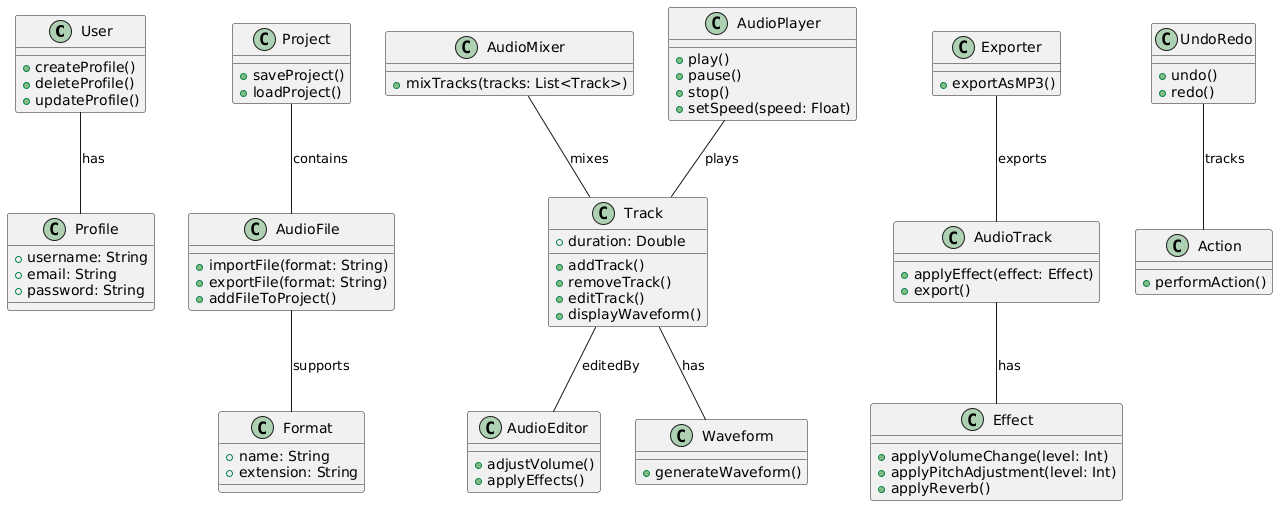 C User
createProfile()
deleteProfile()
updateProfile()
C Project
saveProject()
loadProject()
C AudioMixer
mixTracks(tracks: List<Track>)
C AudioPlayer
play()
pause()
stop()
setSpeed(speed: Float)
C Exporter
exportAsMP3()
C UndoRedo
undo()
redo()
has
contains
mixes
plays
exports
tracks
C Profile
username: String
email: String
password: String
C AudioFile
importFile(format: String)
exportFile(format: String)
addFileToProject()
C Track
duration: Double
addTrack()
removeTrack()
editTrack()
displayWaveform()
C AudioTrack
applyEffect(effect: Effect)
export()
C Action
performAction()
supports
editedBy
has
has
C Format
name: String
extension: String
C AudioEditor
adjustVolume()
applyEffects()
C Waveform
generateWaveform()
C Effect
applyVolumeChange(level: Int)
applyPitchAdjustment(level: Int)
applyReverb()